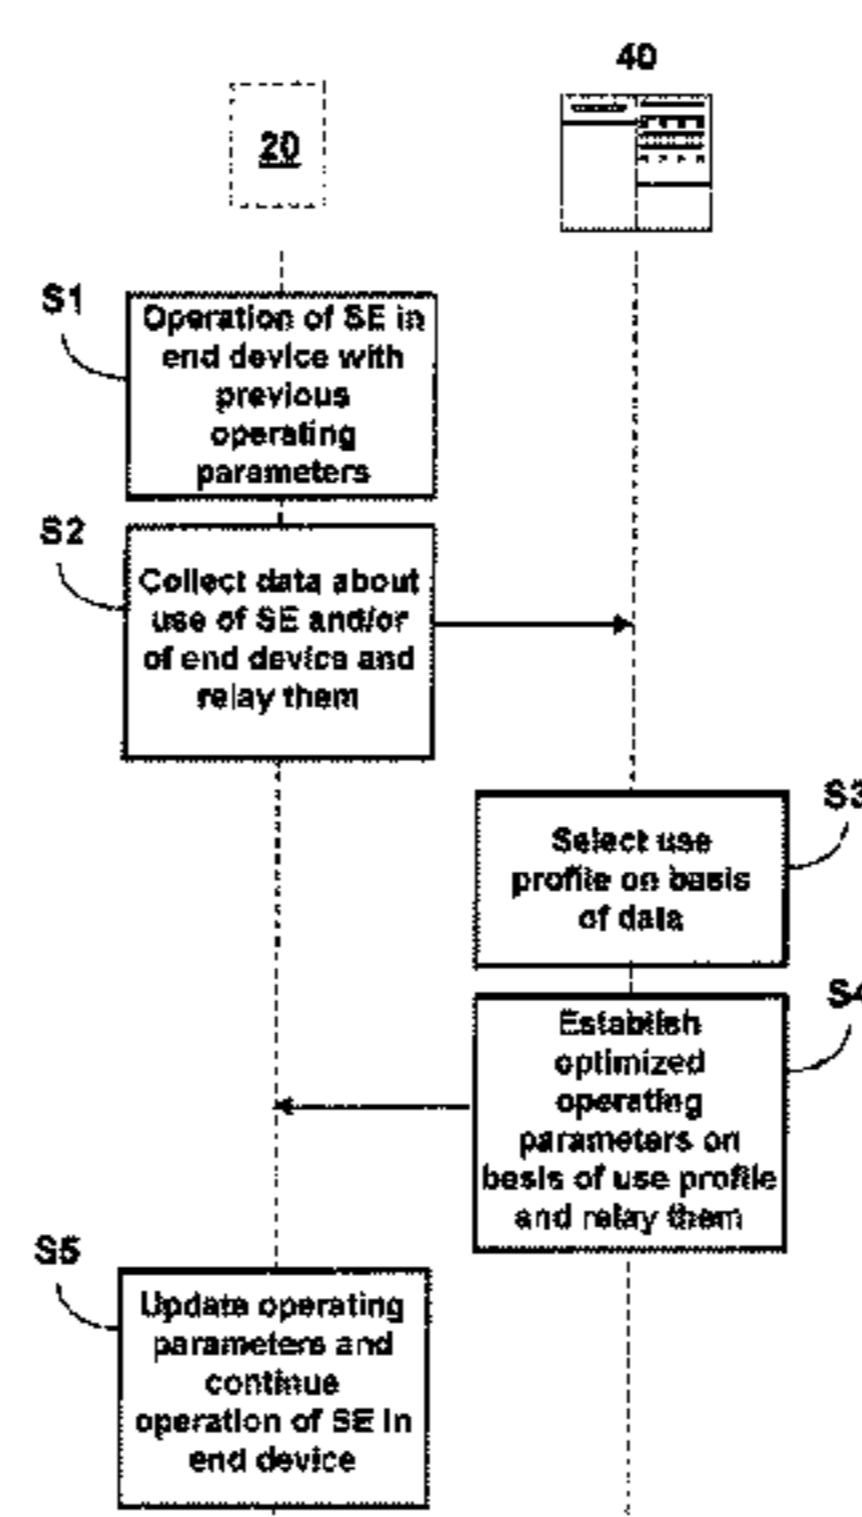 40
20
S1
Operation of SE in
end device with
previous
operating
parameters
S2
Collect data about
use of SE and/or
of end device and
relay them
S3
Select use
profile on basis
of data
S4
Establish
optimized
operating
parameters on
basis of use profile
and relay them
S5
Update operating
parameters and
continue
operation of SE in
end device